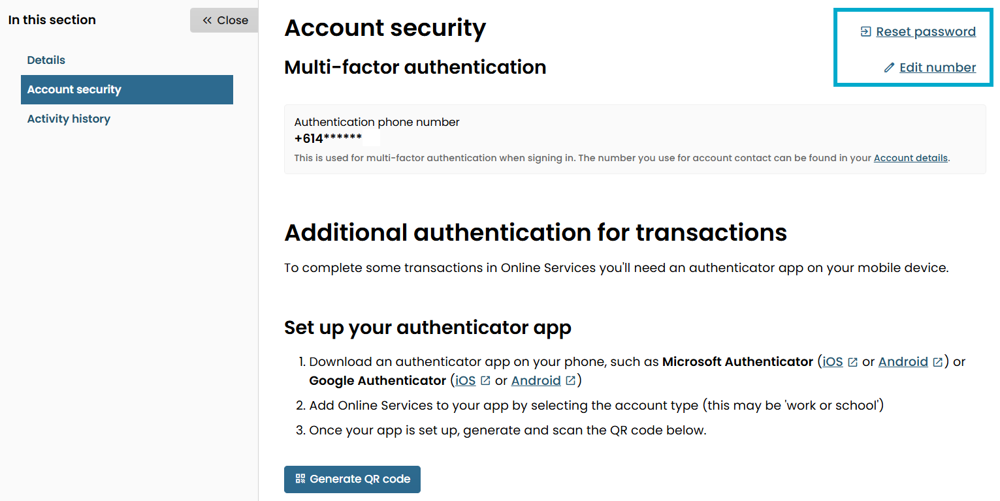 In this section
Close
Details
Account security
Activity history
Account security
Reset password
Multi-factor authentication
Edit number
Authentication phone number
+614******
This is used for multi-factor authentication when signing in. The number you use for account contact can be found in your Account details.
Additional authentication for transactions
To complete some transactions in Online Services you'll need an authenticator app on your mobile device.
Set up your authenticator app
1. Download an authenticator app on your phone, such as Microsoft Authenticator (iOS or Android) or
Google Authenticator (iOS or Android)
2. Add Online Services to your app by selecting the account type (this may be 'work or school')
3. Once your app is set up, generate and scan the QR code below.
Generate QR code